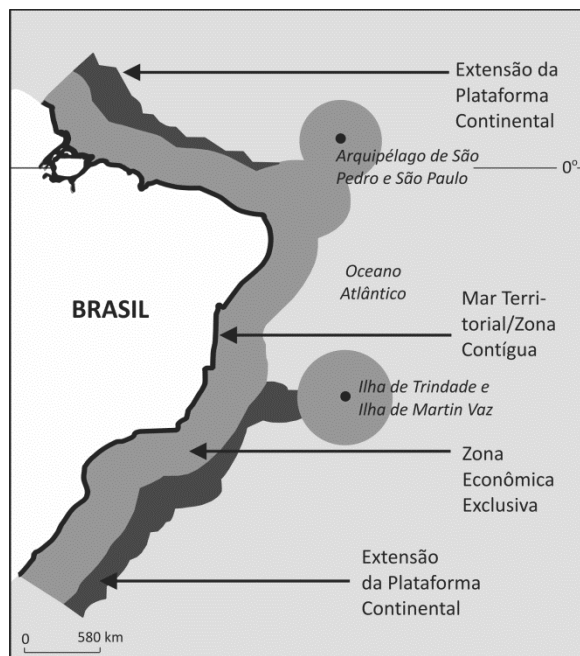 Extensão da
Plataforma
Continental
Arquipélago de São
Pedro e São Paulo
0º
Oceano
Atlântico
BRASIL
Mar Terri-
torial/Zona
Contígua
Ilha de Trindade e
Ilha de Martin Vaz
Zona
Econômica
Exclusiva
Extensão
da Plataforma
Continental
0 580 km